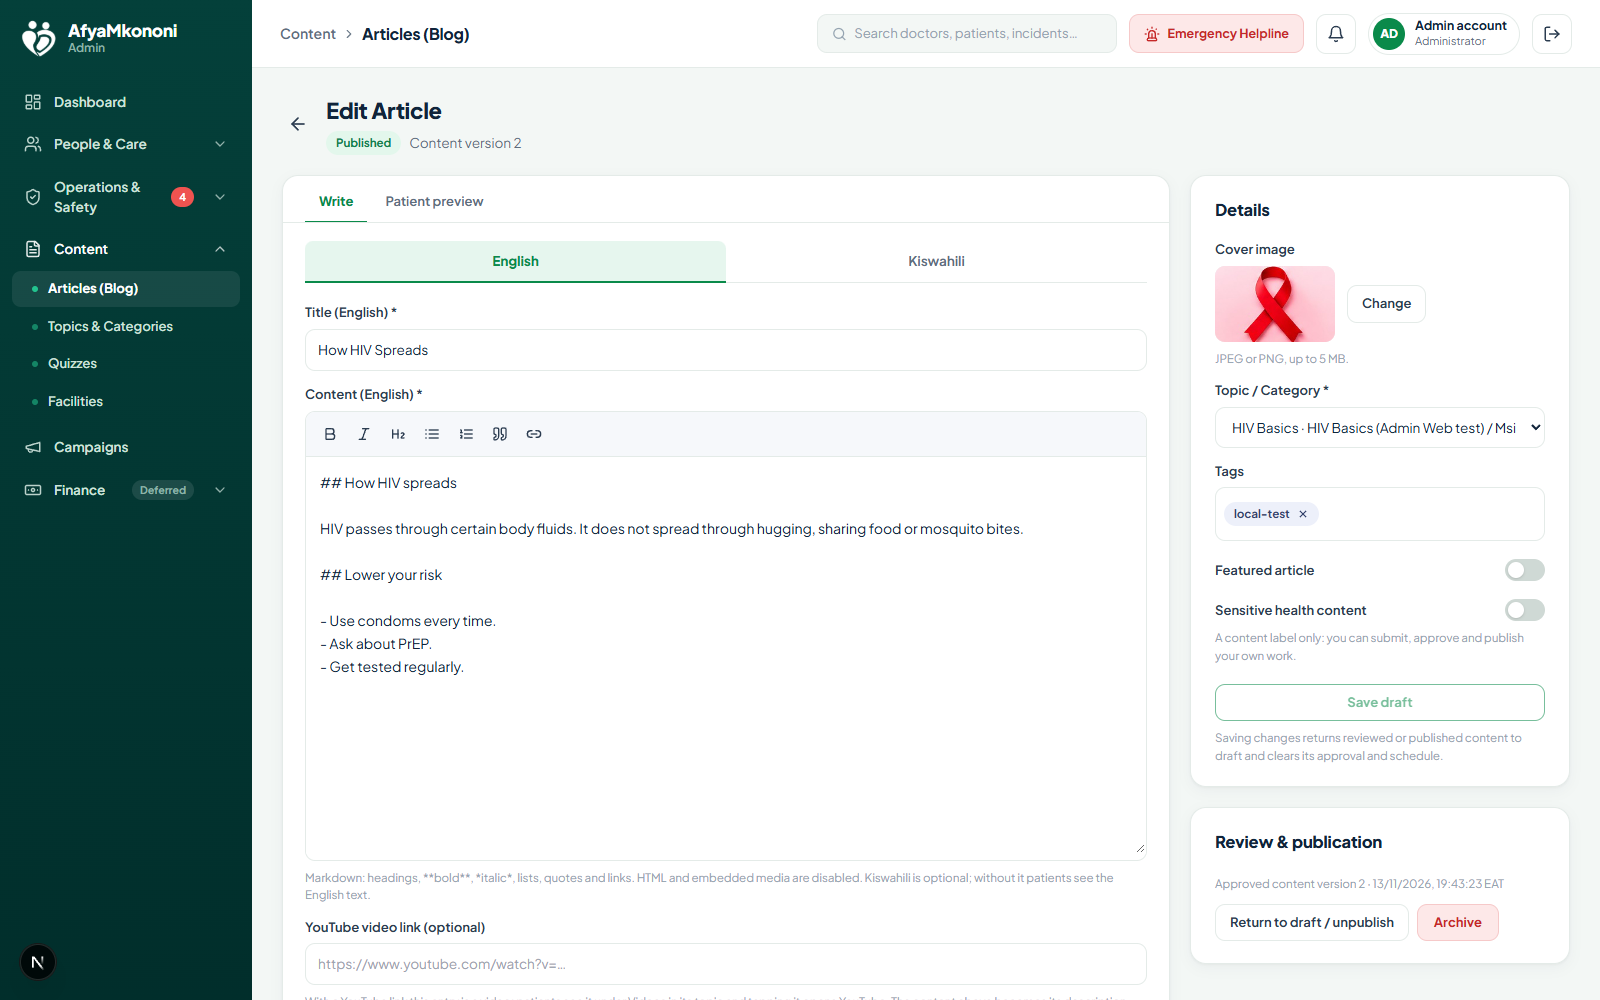 AfyaMkononi
Admin
Dashboard
People & Care
Operations & Safety
4
Content
Articles (Blog)
Topics & Categories
Quizzes
Facilities
Campaigns
Finance
Deferred
N
Content > Articles (Blog)
Search doctors, patients, incidents...
Emergency Helpline
AD
Admin account
Administrator
Edit Article
Published
Content version 2
Write
Patient preview
English
Kiswahili
Title (English) *
How HIV Spreads
Content (English) *
B I H2
## How HIV spreads
HIV passes through certain body fluids. It does not spread through hugging, sharing food or mosquito bites.
## Lower your risk
- Use condoms every time.
- Ask about PrEP.
- Get tested regularly.
Markdown: headings, **bold**, *italic*, lists, quotes and links. HTML and embedded media are disabled. Kiswahili is optional; without it patients see the
English text.
YouTube video link (optional)
https://www.youtube.com/watch?v=...
Details
Cover image
Change
JPEG or PNG, up to 5 MB.
Topic / Category *
HIV Basics · HIV Basics (Admin Web test) / Msi
Tags
local-test ×
Featured article
Sensitive health content
A content label only: you can submit, approve and publish
your own work.
Save draft
Saving changes returns reviewed or published content to
draft and clears its approval and schedule.
Review & publication
Approved content version 2 · 13/11/2026, 19:43:23 EAT
Return to draft / unpublish
Archive